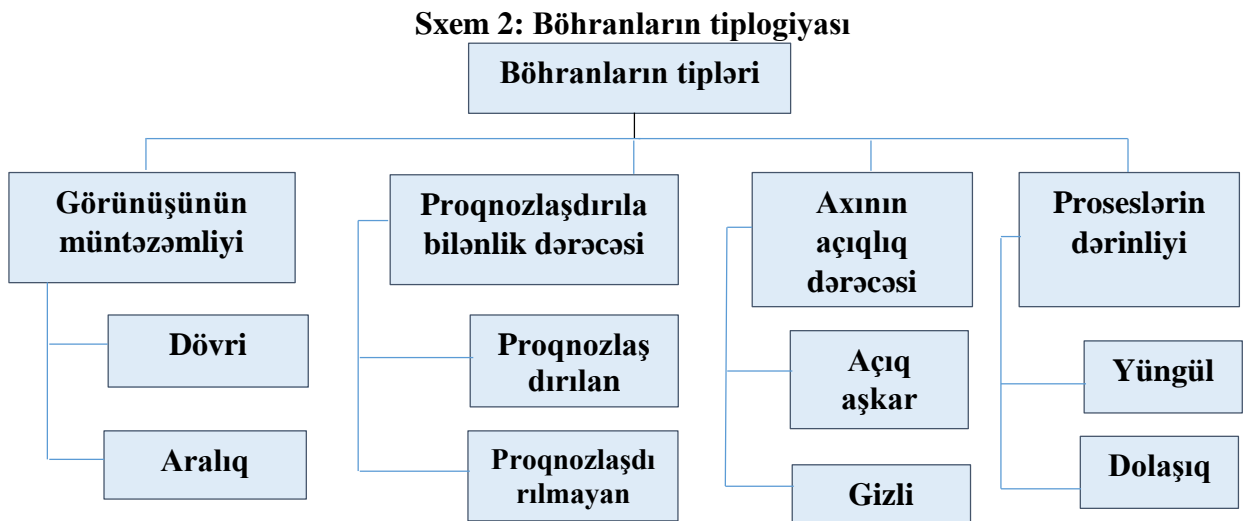 Sxem 2: Böhranların tiplogiyası
Böhranların tipləri
Görünüşünün
müntəzəmliyi
Proqnozlaşdırıla
bilənlik dərəcəsi
Axının
açıqlıq
dərəcəsi
Proseslərin
dərinliyi
Dövri
Aralıq
Proqnozlaş
dırılan
Proqnozlaşdı
rılmayan
Açıq
aşkar
Gizli
Yüngül
Dolaşıq